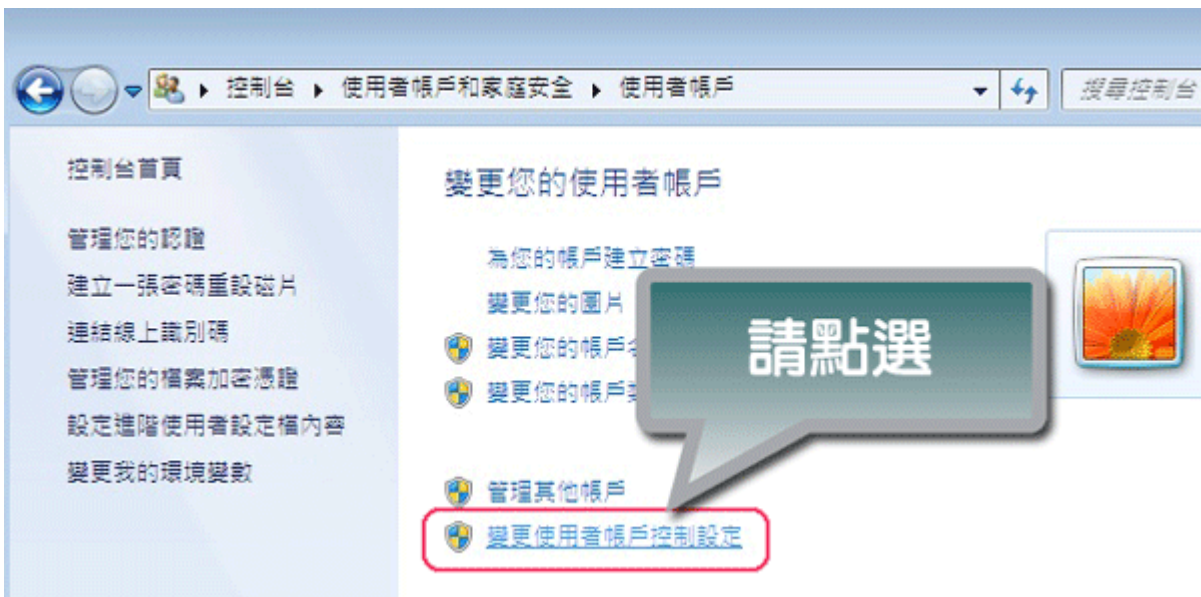 控制台 ▸ 使用者帳戶和家庭安全 ▸ 使用者帳戶
搜尋控制台
控制台首頁
管理您的認證
建立一張密碼重設磁片
連結線上識別碼
管理您的檔案加密憑證
設定進階使用者設定檔內容
變更我的環境變數
變更您的使用者帳戶
為您的帳戶建立密碼
變更您的圖片
變更您的帳戶
變更您的帳戶
請點選
管理其他帳戶
變更使用者帳戶控制設定